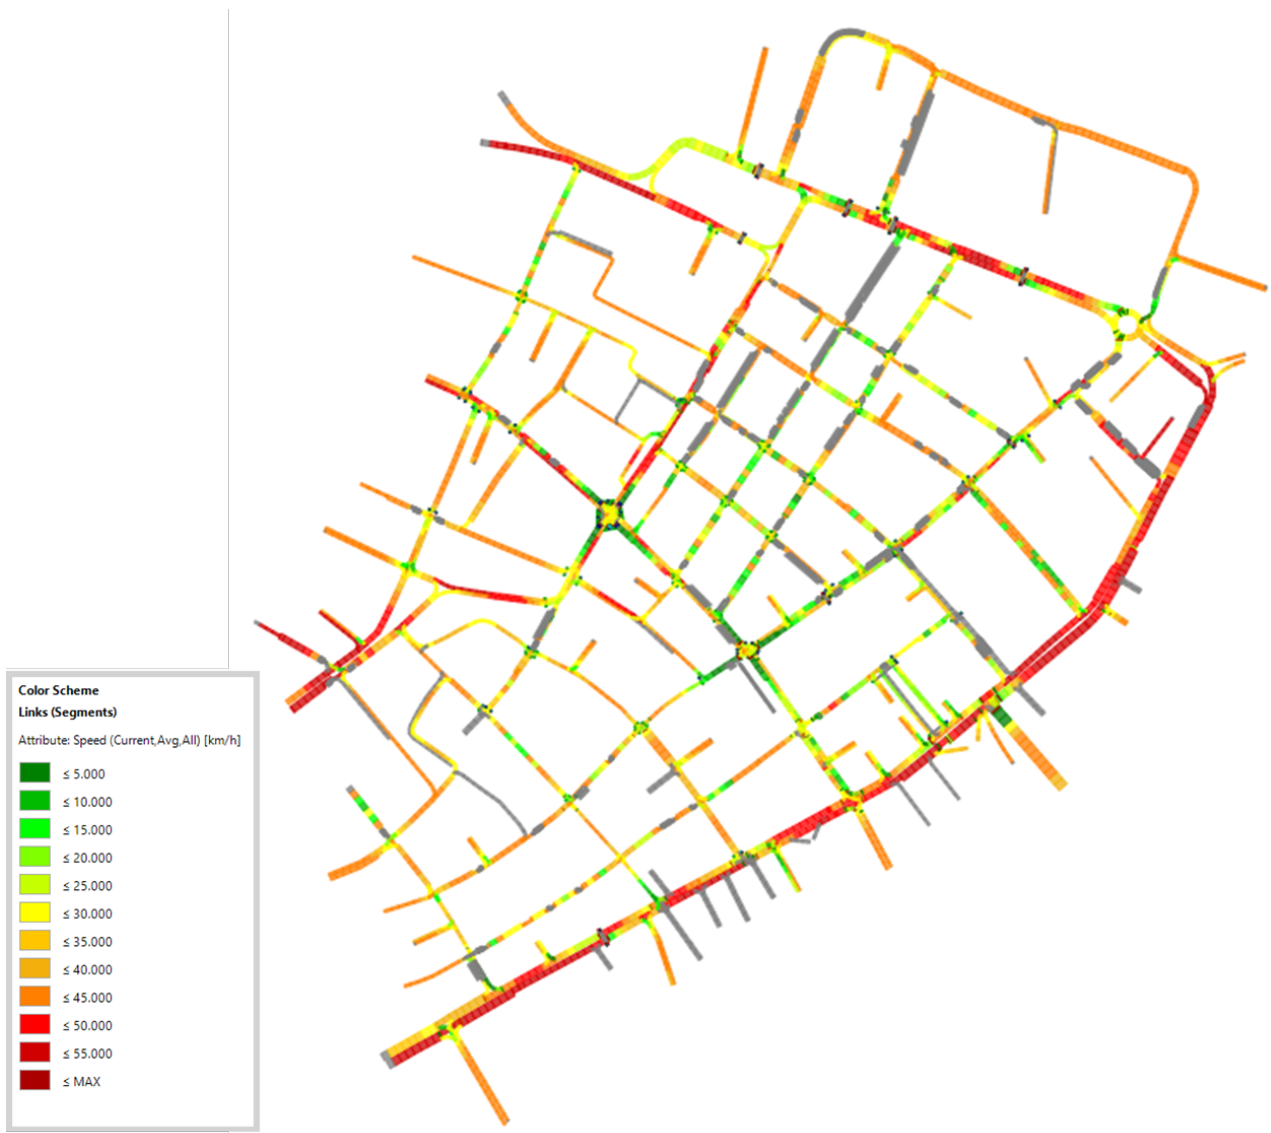 Color Scheme
Links (Segments)
Attribute: Speed (Current,Avg,All) [km/h]
≤ 5.000
≤ 10.000
≤ 15.000
≤ 20.000
≤ 25.000
≤ 30.000
≤ 35.000
≤ 40.000
≤ 45.000
≤ 50.000
≤ 55.000
≤ MAX